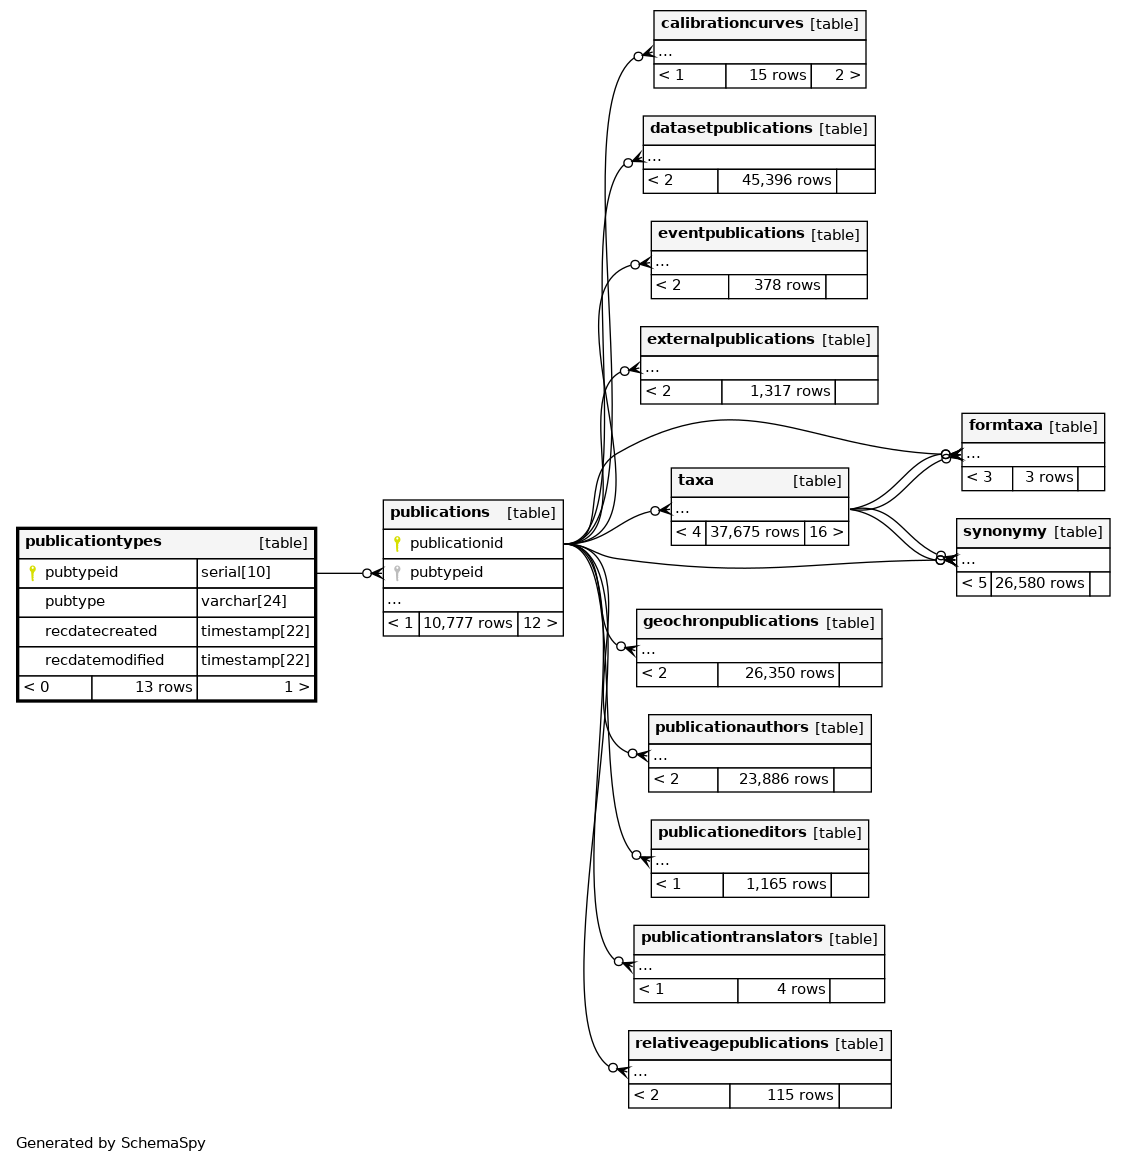 calibrationcurves [table]
...
< 1 15 rows 2 >
datasetpublications [table]
...
< 2 45,396 rows
eventpublications [table]
...
< 2 378 rows
externalpublications [table]
...
< 2 1,317 rows
formtaxa [table]
...
< 3 3 rows
taxa [table]
...
< 4 37,675 rows 16 >
synonymy [table]
...
< 5 26,580 rows
publications [table]
publicationid
pubtypeid
...
< 1 10,777 rows 12 >
publicationtypes [table]
pubtypeid serial[10]
pubtype varchar[24]
recdatecreated timestamp[22]
recdatemodified timestamp[22]
< 0 13 rows 1 >
geochronpublications [table]
...
< 2 26,350 rows
publicationauthors [table]
...
< 2 23,886 rows
publicationeditors [table]
...
< 1 1,165 rows
publicationtranslators [table]
...
< 1 4 rows
relativeagepublications [table]
...
< 2 115 rows
Generated by SchemaSpy